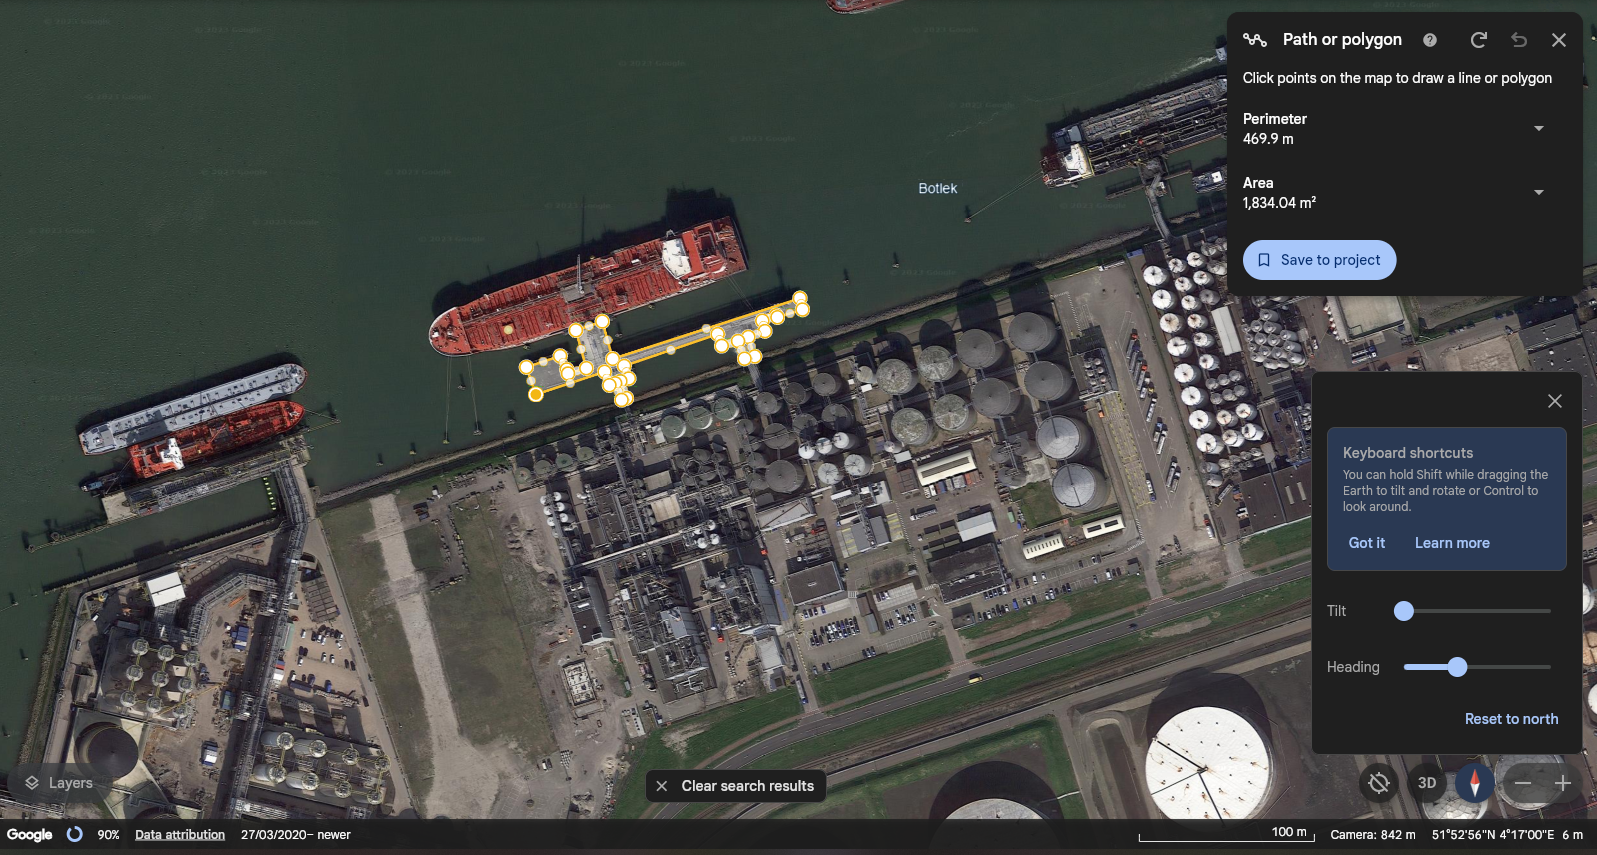 Path or polygon
Click points on the map to draw a line or polygon
Perimeter
469.9 m
Area
1,834.04 m²
Save to project
Botlek
Keyboard shortcuts
You can hold Shift while dragging the
Earth to tilt and rotate or Control to
look around.
Got it Learn more
Tilt
Heading
Reset to north
Layers
Clear search results
3D
Google 90% Data attribution 27/03/2020– newer
100 m Camera: 842 m 51°52'56"N 4°17'00"E 6 m